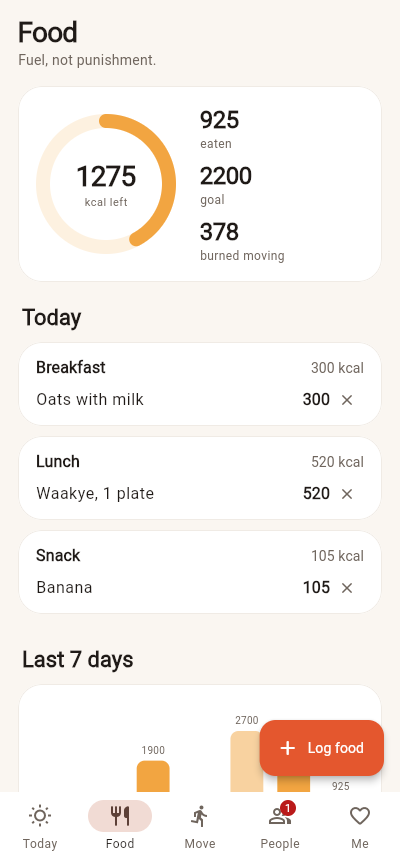 Food
Fuel, not punishment.
1275
kcal left
925
eaten
2200
goal
378
burned moving
Today
Breakfast 300 kcal
Oats with milk 300 ×
Lunch 520 kcal
Waakye, 1 plate 520 ×
Snack 105 kcal
Banana 105 ×
Last 7 days
2700
1900
925
+ Log food
1
Today Food Move People Me